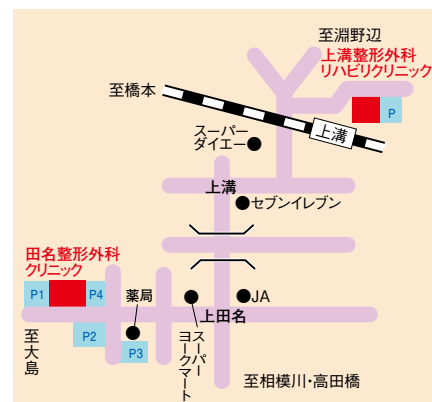 至淵野辺
上溝整形外科
リハビリクリニック
P
至橋本
上溝
スーパー
ダイエー
上溝
セブンイレブン
田名整形外科
クリニック
P1
P4
薬局
JA
上田名
P2
P3
スーパー
ヨークマート
至大島
至相模川・高田橋